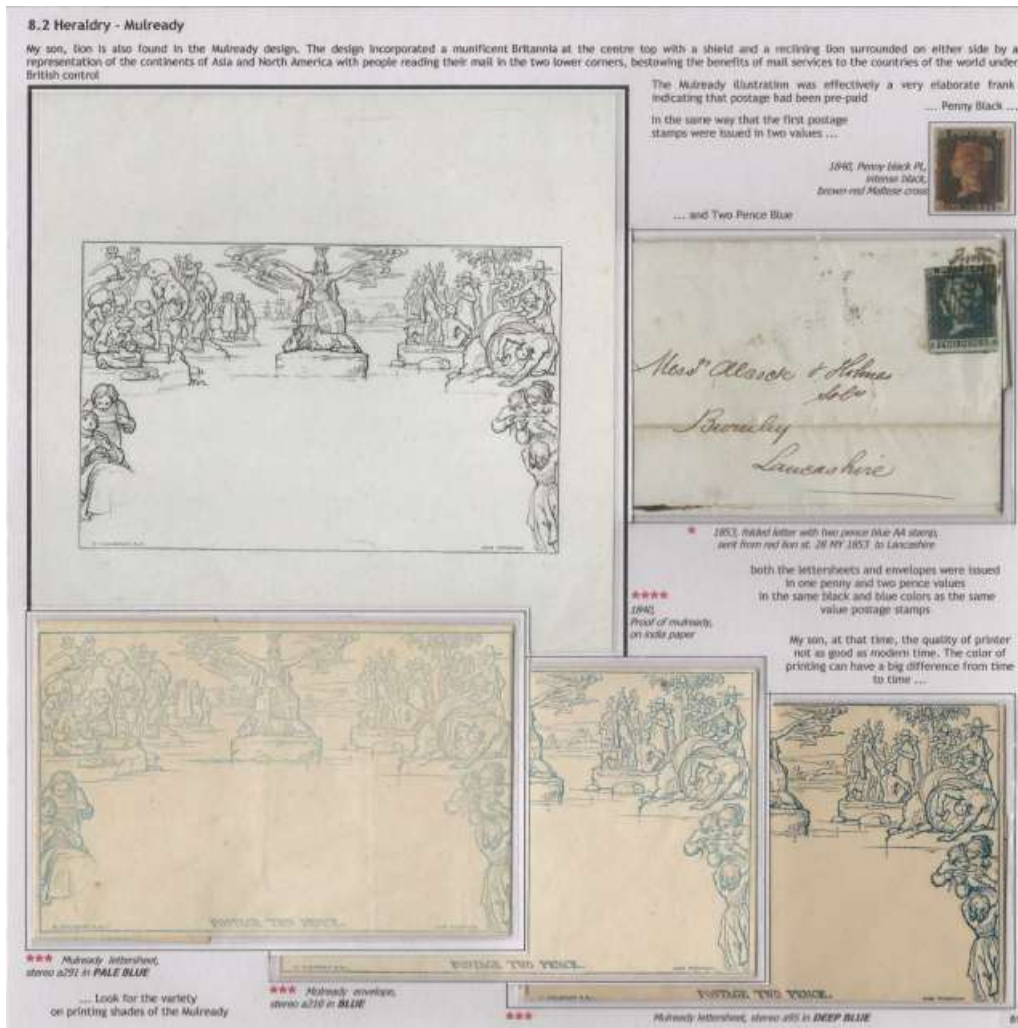 8.2 Heraldry - Mulready
My son, lion is also found in the Mulready design. The design incorporated a munificent Britannia at the centre top with a shield and a reclining lion surrounded on either side by a
representation of the continents of Asia and North America with people reading their mail in the two lower corners, bestowing the benefits of mail services to the countries of the world under
British control
The Mulready illustration was effectively a very elaborate frank
indicating that postage had been pre-paid
... Penny Black ...
In the same way that the first postage
stamps were issued in two values ...
1840, Penny black PL,
intense black,
brown-red Maltese cross
... and Two Pence Blue
TWO PENCE
Messrs & Holmes
Lancashire
* 1853, folded letter with two pence blue AA stamp,
sent from red lion st. 28 MY 1853 to Lancashire
both the lettersheets and envelopes were issued
in one penny and two pence values
in the same black and blue colors as the same
value postage stamps
****
1840,
Proof of mulready,
on india paper
My son, at that time, the quality of printer
not as good as modern time. The color of
printing can have a big difference from time
to time ...
POSTAGE TWO PENCE.
*** Mulready lettersheet,
stereo a291 in PALE BLUE
POSTAGE TWO PENCE.
*** Mulready envelope,
stereo a210 in BLUE
POSTAGE TWO PENCE.
*** Mulready lettersheet, stereo a95 in DEEP BLUE
... Look for the variety
on printing shades of the Mulready